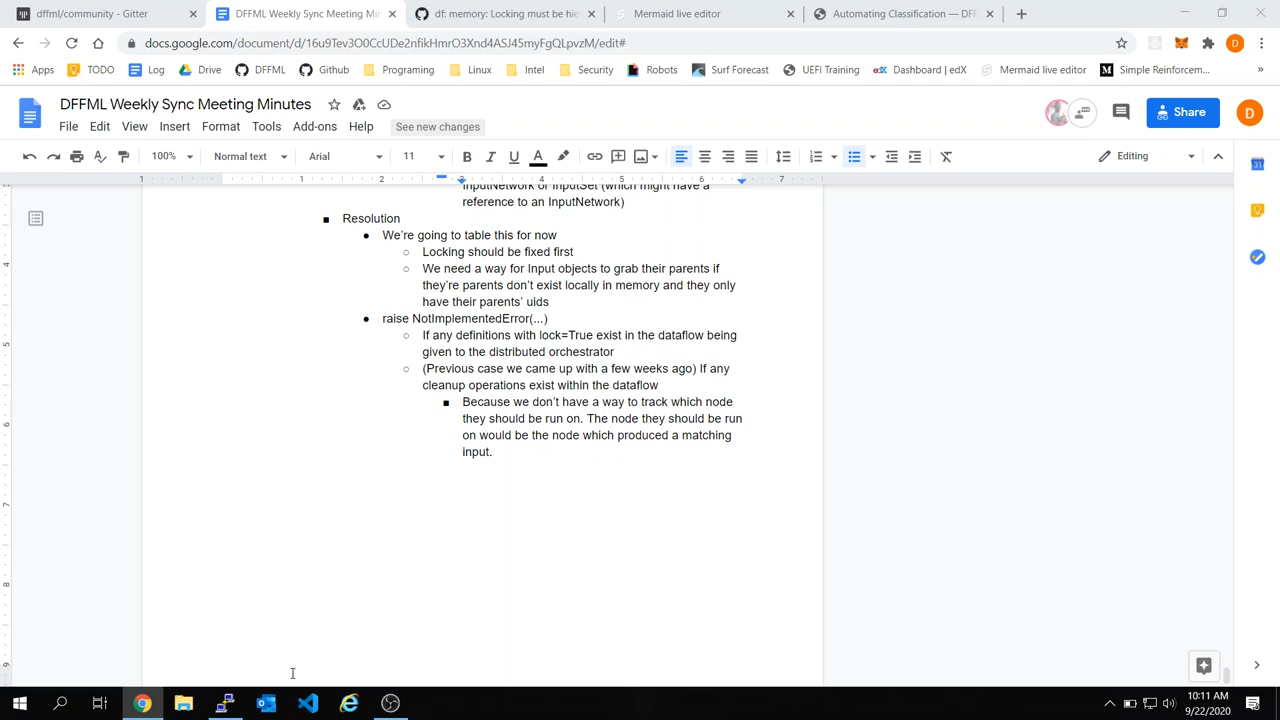 dffml/community - Gitter
DFFML Weekly Sync Meeting Mi
df: memory: Locking must be hie
Mermaid live editor
Automating Classification — DFF
docs.google.com/document/d/16u9Tev3O0CcUDe2nfikHmrO3Xnd4ASJ45myFgQLpvzM/edit#
Apps
TODO
Log
Drive
DFFML
Github
Programing
Linux
Intel
Security
Robots
Surf Forecast
UEFI Training
Dashboard | edX
Mermaid live editor
Simple Reinforcem...
DFFML Weekly Sync Meeting Minutes
File Edit View Insert Format Tools Add-ons Help See new changes
Share
D
100% Normal text Arial 11 B I U A Editing
1 1 2 3 4 5 6 7
InputNetwork or InputSet (which might have a
reference to an InputNetwork)
■ Resolution
● We're going to table this for now
○ Locking should be fixed first
○ We need a way for Input objects to grab their parents if
they're parents don't exist locally in memory and they only
have their parents' uids
● raise NotImplementedError(...)
○ If any definitions with lock=True exist in the dataflow being
given to the distributed orchestrator
○ (Previous case we came up with a few weeks ago) If any
cleanup operations exist within the dataflow
■ Because we don't have a way to track which node
they should be run on. The node they should be run
on would be the node which produced a matching
input.
10:11 AM
9/22/2020